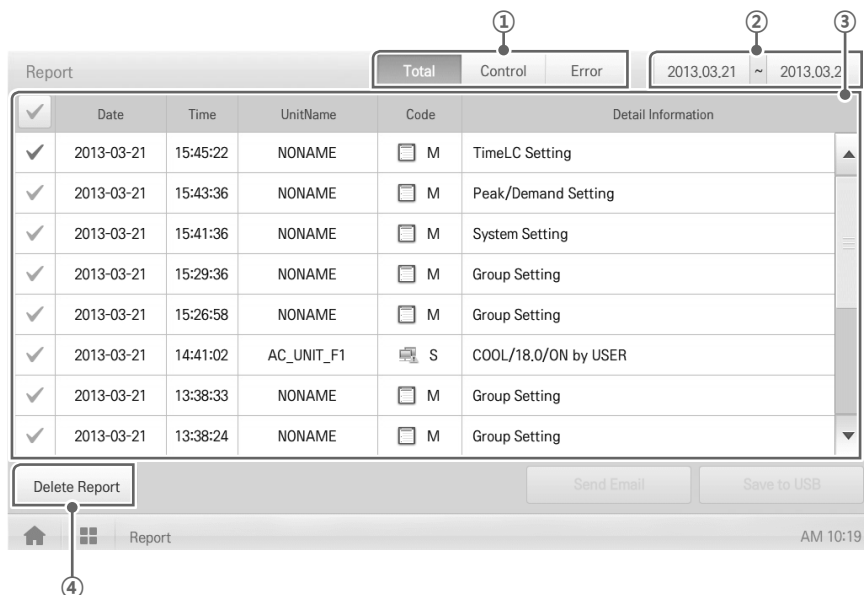 ① ② ③
Report Total Control Error 2013.03.21 ~ 2013.03.2
Date Time UnitName Code Detail Information
2013-03-21 15:45:22 NONAME M TimeLC Setting
2013-03-21 15:43:36 NONAME M Peak/Demand Setting
2013-03-21 15:41:36 NONAME M System Setting
2013-03-21 15:29:36 NONAME M Group Setting
2013-03-21 15:26:58 NONAME M Group Setting
2013-03-21 14:41:02 AC_UNIT_F1 S COOL/18.0/ON by USER
2013-03-21 13:38:33 NONAME M Group Setting
2013-03-21 13:38:24 NONAME M Group Setting
Delete Report Send Email Save to USB
Report AM 10:19
④